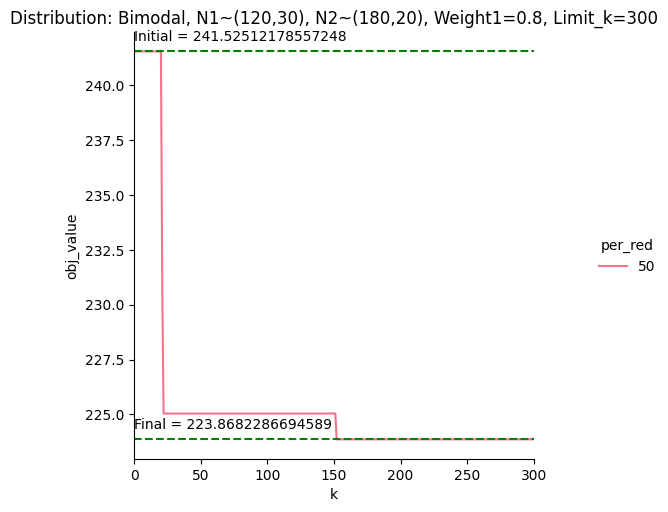 Distribution: Bimodal, N1~(120,30), N2~(180,20), Weight1=0.8, Limit_k=300
Initial = 241.52512178557248
240.0
237.5
235.0
232.5
230.0
227.5
225.0
obj_value
per_red
50
Final = 223.8682286694589
0 50 100 150 200 250 300
k